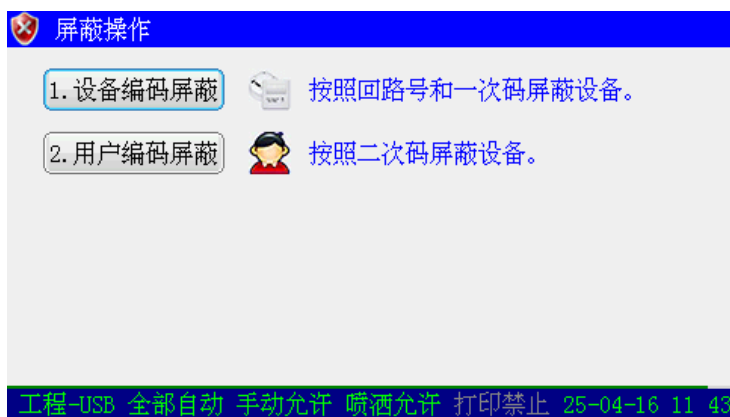 屏蔽操作
1.设备编码屏蔽 按照回路号和一次码屏蔽设备。
2.用户编码屏蔽 按照二次码屏蔽设备。
工程-USB 全部自动 手动允许 喷洒允许 打印禁止 25-04-16 11 43